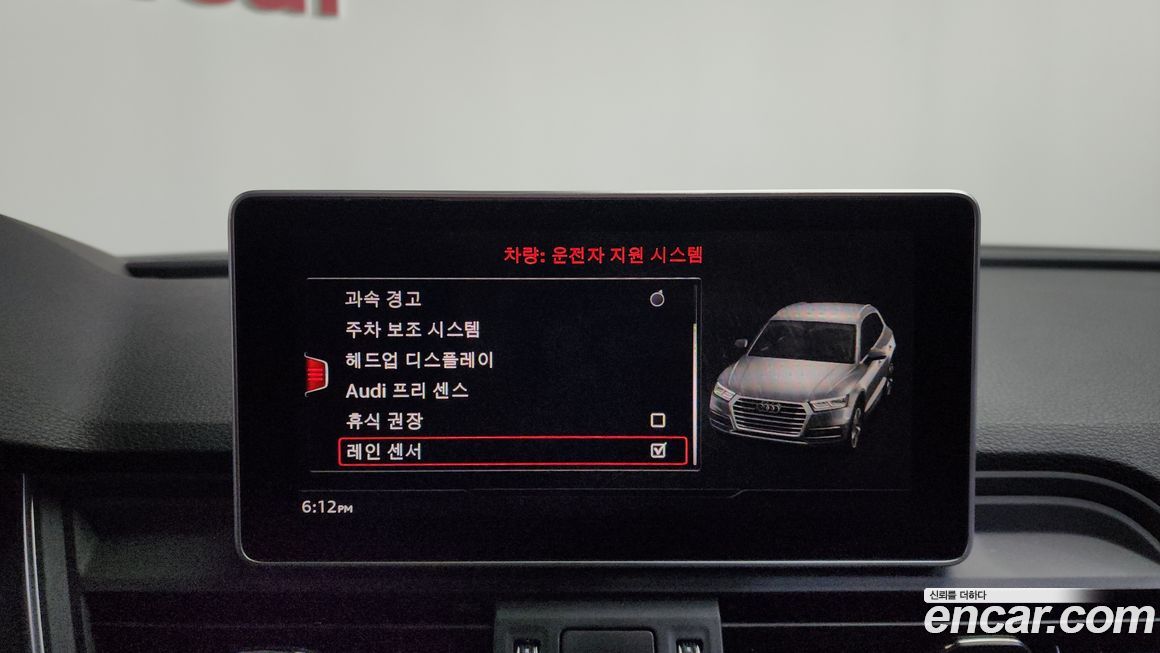 차량: 운전자 지원 시스템
과속 경고
주차 보조 시스템
헤드업 디스플레이
Audi 프리 센스
휴식 권장
레인 센서
6:12PM
신뢰를 더하다
encar.com